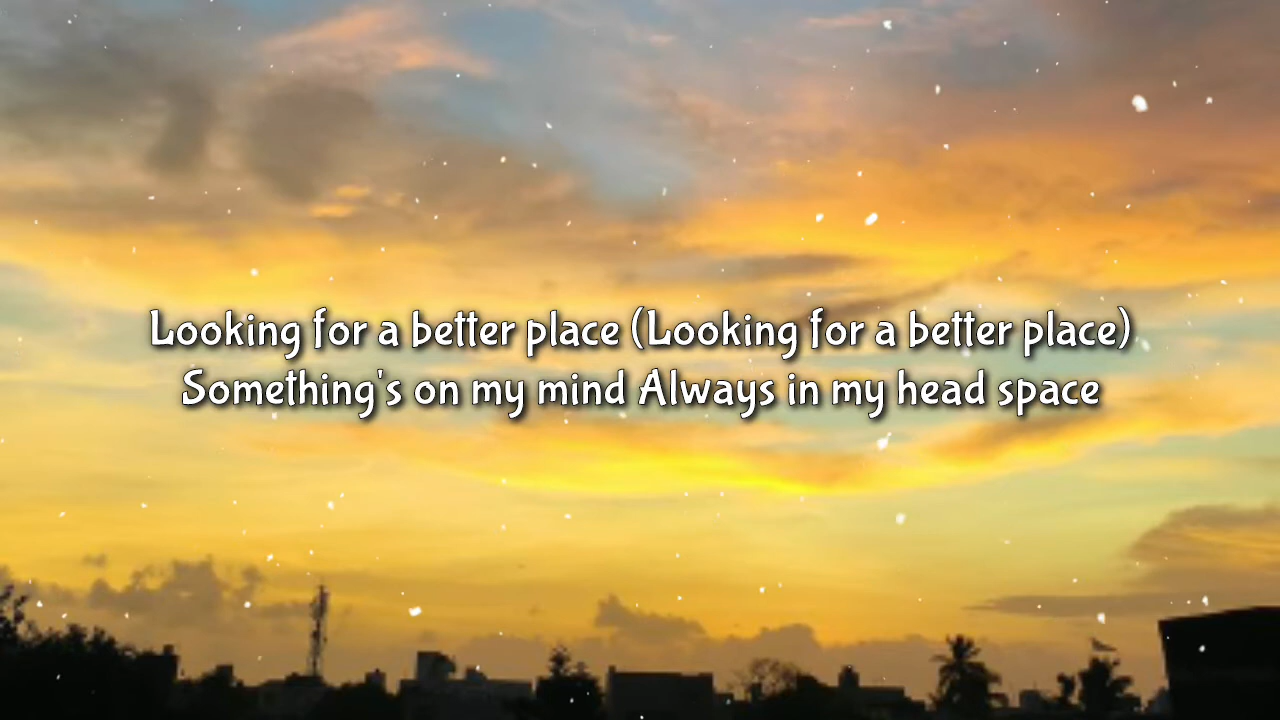 Looking for a better place (Looking for a better place)
Something's on my mind Always in my head space